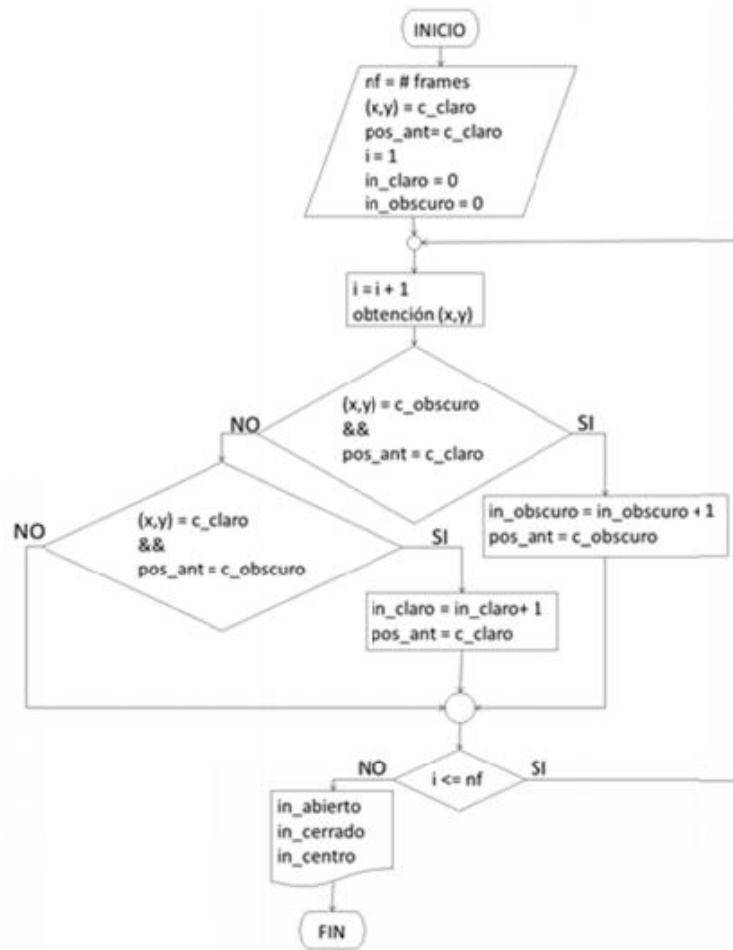 INICIO
nf = # frames
(x,y) = c_claro
pos_ant= c_claro
i = 1
in_claro = 0
in_obscuro = 0
i = i + 1
obtención (x,y)
(x,y) = c_obscuro
&&
pos_ant = c_claro
NO
SI
(x,y) = c_claro
&&
pos_ant = c_obscuro
NO
SI
in_obscuro = in_obscuro + 1
pos_ant = c_obscuro
in_claro = in_claro+ 1
pos_ant = c_claro
i <= nf
NO
SI
in_abierto
in_cerrado
in_centro
FIN